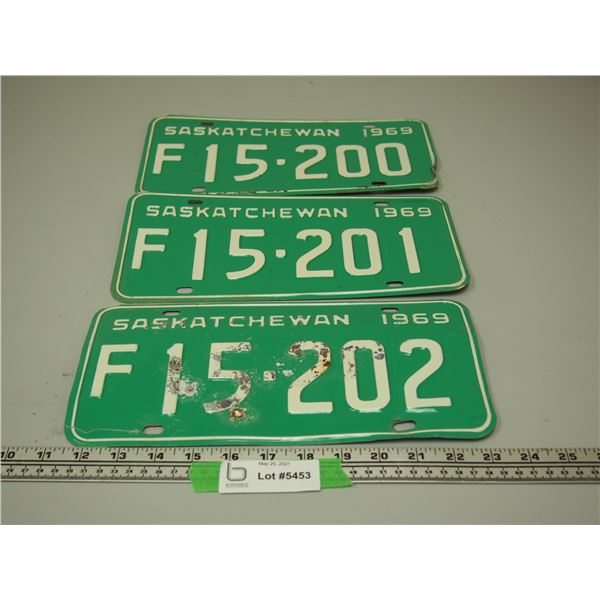 SASKATCHEWAN 1969
F 15·200
SASKATCHEWAN 1969
F 15·201
SASKATCHEWAN 1969
F 15·202
10 11 12 13 14 15 16 17 18 19 20 21 22 23 24 25
May 20, 2021
b
Lot #5453